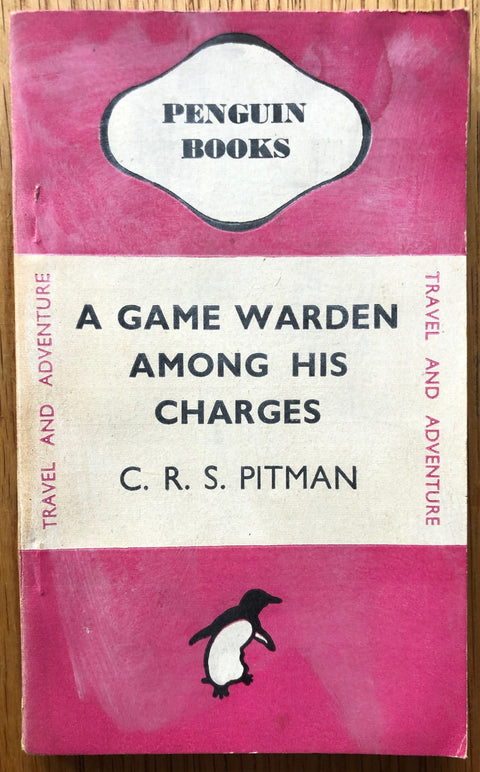 PENGUIN
BOOKS
TRAVEL AND ADVENTURE
A GAME WARDEN
AMONG HIS
CHARGES
C. R. S. PITMAN
TRAVEL AND ADVENTURE